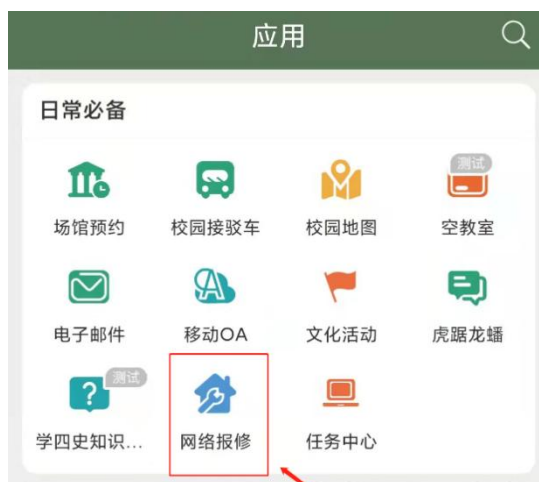 应用
日常必备
测试
场馆预约 校园接驳车 校园地图 空教室
电子邮件 移动OA 文化活动 虎踞龙蟠
测试
学四史知识... 网络报修 任务中心